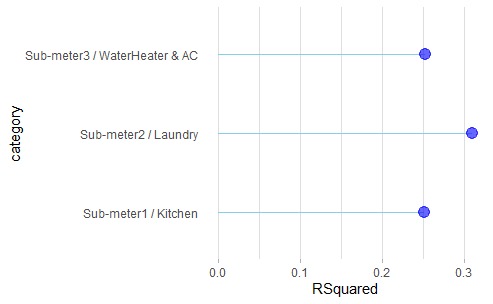 Sub-meter3 / WaterHeater & AC
Sub-meter2 / Laundry
Sub-meter1 / Kitchen
category
0.0 0.1 0.2 0.3
RSquared